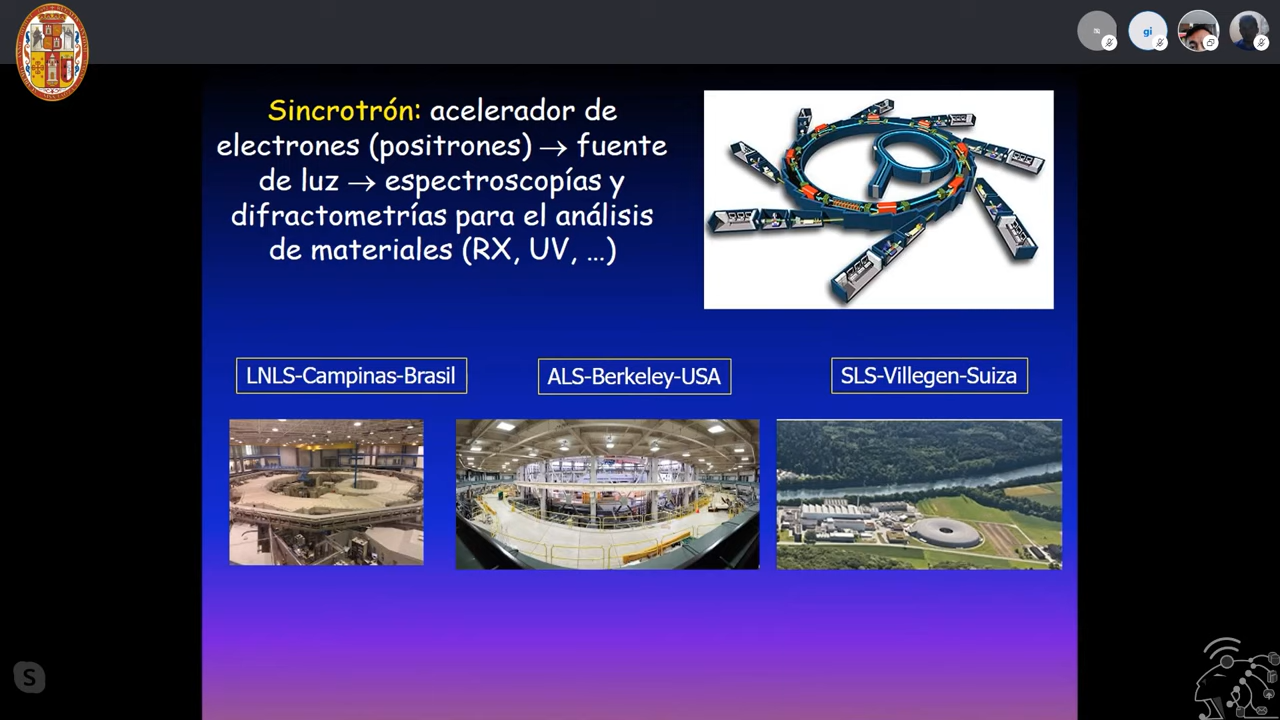 gi
Sincrotrón: acelerador de
electrones (positrones) → fuente
de luz → espectroscopías y
difractometrías para el análisis
de materiales (RX, UV, ...)
LNLS-Campinas-Brasil
ALS-Berkeley-USA
SLS-Villegen-Suiza
S